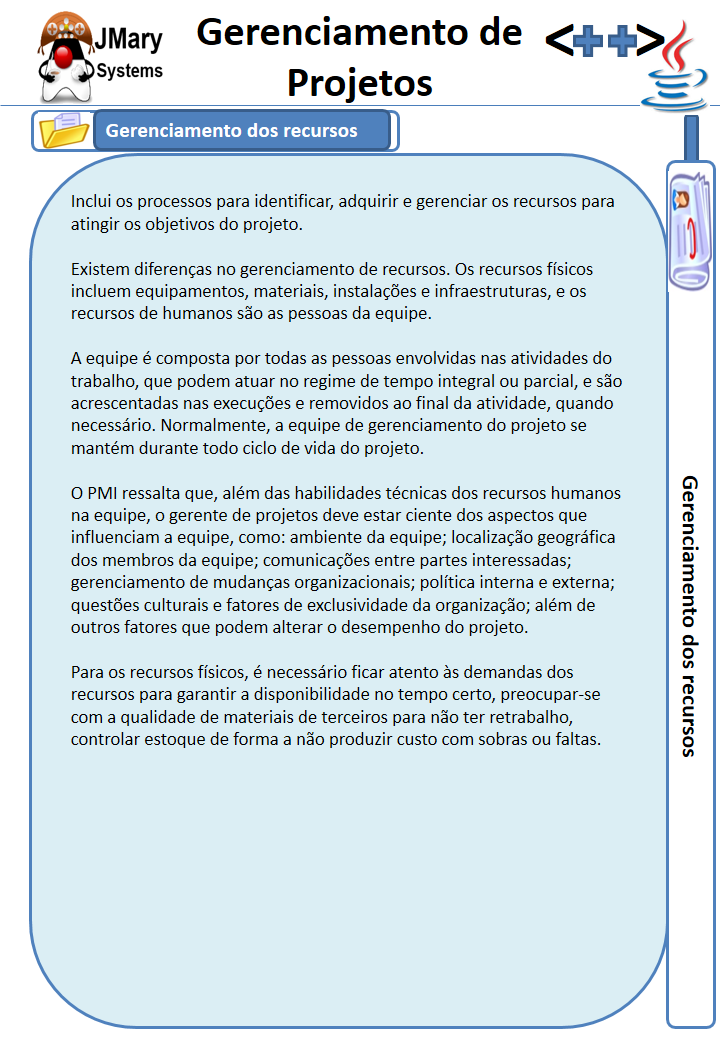 JMary
Systems
Gerenciamento de
Projetos
<++>
Gerenciamento dos recursos
Inclui os processos para identificar, adquirir e gerenciar os recursos para
atingir os objetivos do projeto.
Existem diferenças no gerenciamento de recursos. Os recursos físicos
incluem equipamentos, materiais, instalações e infraestruturas, e os
recursos de humanos são as pessoas da equipe.
A equipe é composta por todas as pessoas envolvidas nas atividades do
trabalho, que podem atuar no regime de tempo integral ou parcial, e são
acrescentadas nas execuções e removidos ao final da atividade, quando
necessário. Normalmente, a equipe de gerenciamento do projeto se
mantém durante todo ciclo de vida do projeto.
O PMI ressalta que, além das habilidades técnicas dos recursos humanos
na equipe, o gerente de projetos deve estar ciente dos aspectos que
influenciam a equipe, como: ambiente da equipe; localização geográfica
dos membros da equipe; comunicações entre partes interessadas;
gerenciamento de mudanças organizacionais; política interna e externa;
questões culturais e fatores de exclusividade da organização; além de
outros fatores que podem alterar o desempenho do projeto.
Para os recursos físicos, é necessário ficar atento às demandas dos
recursos para garantir a disponibilidade no tempo certo, preocupar-se
com a qualidade de materiais de terceiros para não ter retrabalho,
controlar estoque de forma a não produzir custo com sobras ou faltas.
Gerenciamento dos recursos